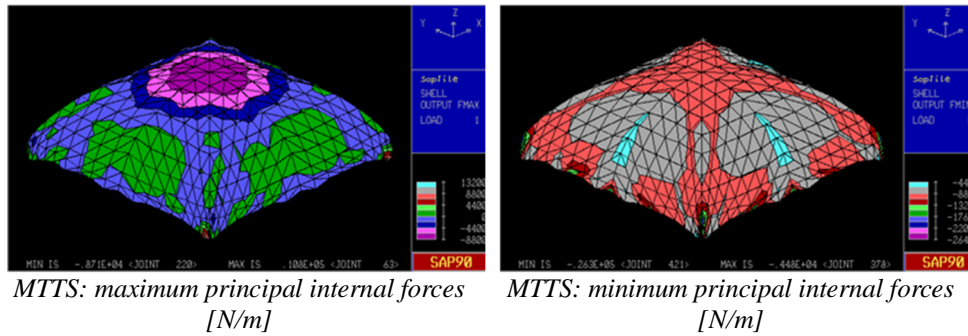 Y Z X
Sapfile
SHELL
OUTPUT FMAX
LOAD 1
13200
8800
4400
0
-4400
-8800
SAP90
MIN IS -.871E+04 <JOINT 220> MAX IS .108E+05 <JOINT 63>
MTTS: maximum principal internal forces
[N/m]
Y Z X
Sapfile
SHELL
OUTPUT FMIN
LOAD
-44
-88
-132
-176
-220
-264
SAP90
MIN IS -.263E+05 <JOINT 421> MAX IS -.448E+04 <JOINT 378>
MTTS: minimum principal internal forces
[N/m]